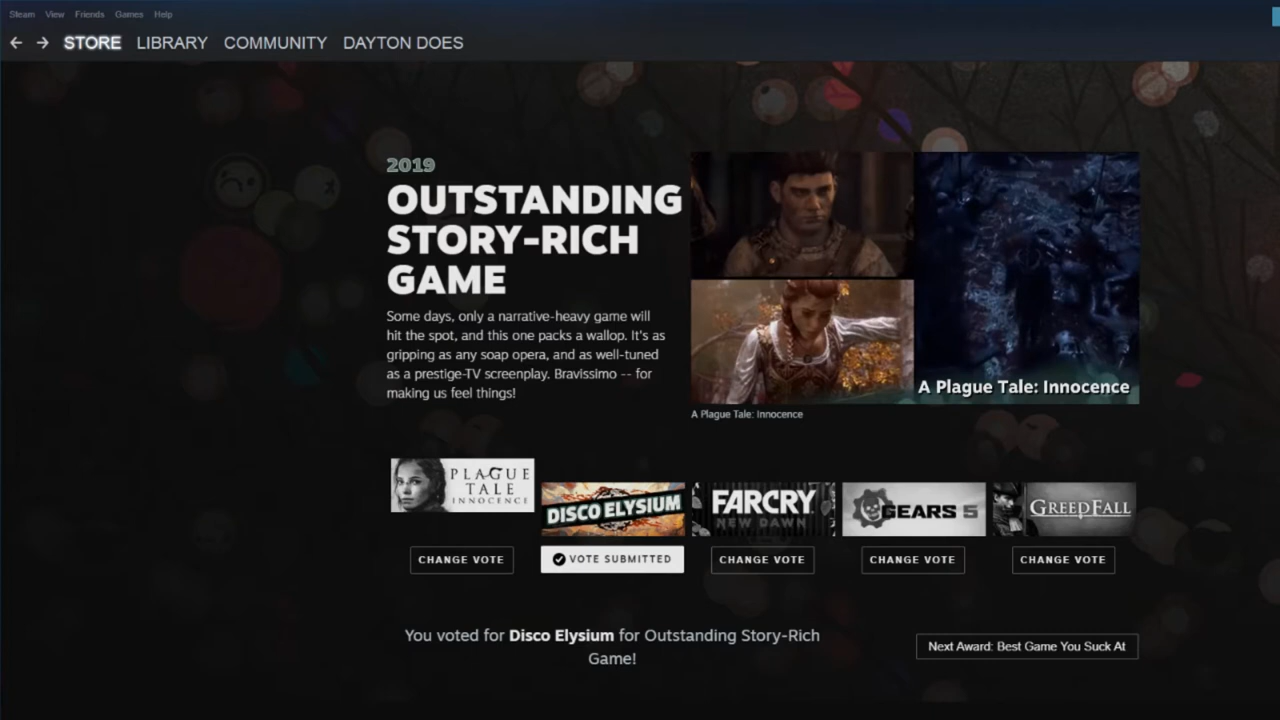 Steam View Friends Games Help
STORE LIBRARY COMMUNITY DAYTON DOES
2019
OUTSTANDING
STORY-RICH
GAME
Some days, only a narrative-heavy game will
hit the spot, and this one packs a wallop. It's as
gripping as any soap opera, and as well-tuned
as a prestige-TV screenplay. Bravissimo -- for
making us feel things!
A Plague Tale: Innocence
A Plague Tale: Innocence
PLAGUE
TALE
INNOCENCE
DISCO ELYSIUM
FARCRY
NEW DAWN
GEARS 5
GREEDFALL
CHANGE VOTE
VOTE SUBMITTED
CHANGE VOTE
CHANGE VOTE
CHANGE VOTE
You voted for Disco Elysium for Outstanding Story-Rich
Game!
Next Award: Best Game You Suck At